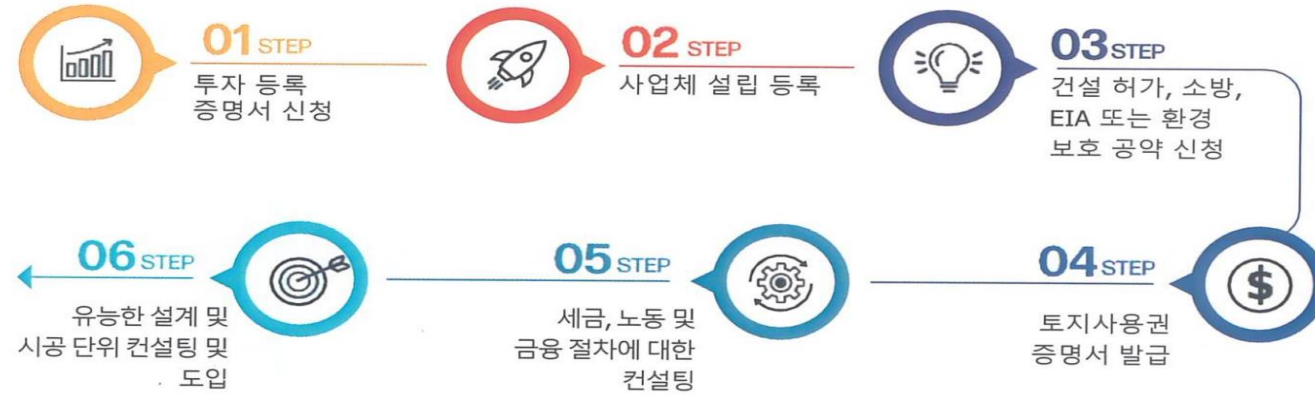 01 STEP
투자 등록
증명서 신청
02 STEP
사업체 설립 등록
03 STEP
건설 허가, 소방,
EIA 또는 환경
보호 공약 신청
04 STEP
토지사용권
증명서 발급
05 STEP
세금, 노동 및
금융 절차에 대한
컨설팅
06 STEP
유능한 설계 및
시공 단위 컨설팅 및
도입